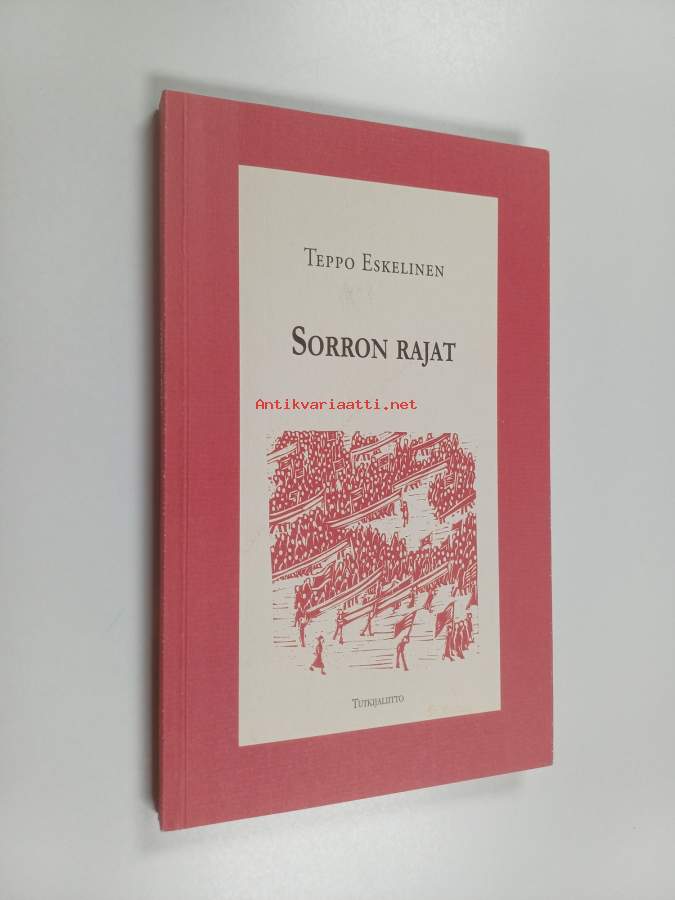 Teppo Eskelinen
Sorron rajat
Antikvariaatti.net
Tutkijaliitto